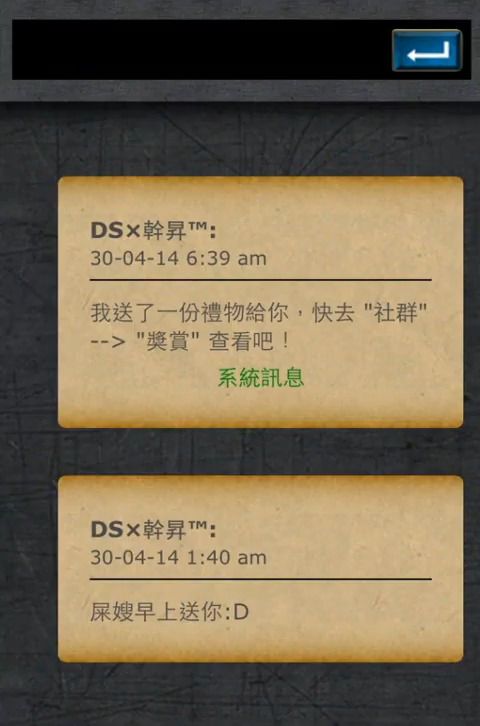 DS×幹昇™:
30-04-14 6:39 am
我送了一份禮物給你，快去 "社群"
--> "獎賞" 查看吧！
系統訊息
DS×幹昇™:
30-04-14 1:40 am
屎嫂早上送你:D